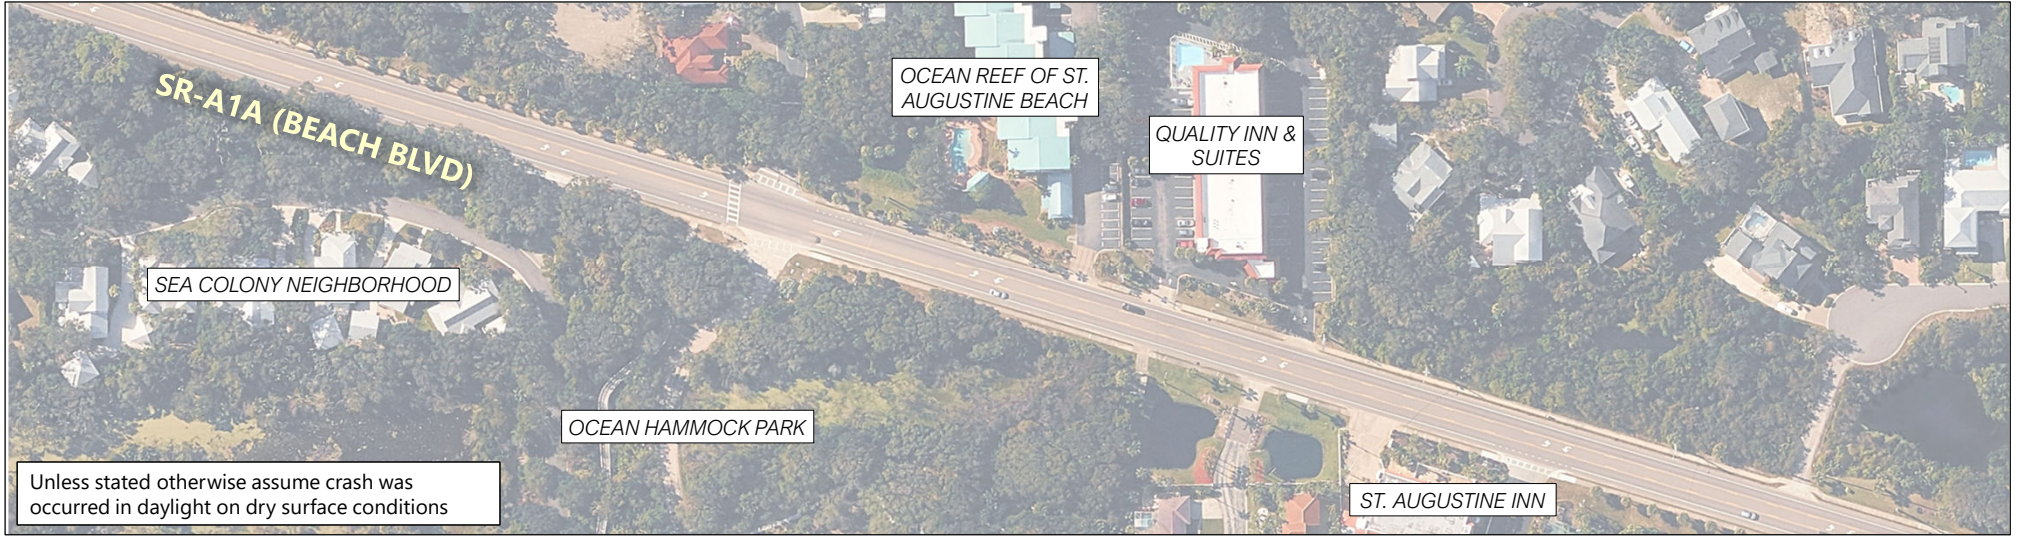 SR-A1A (BEACH BLVD)
OCEAN REEF OF ST.
AUGUSTINE BEACH
QUALITY INN &
SUITES
SEA COLONY NEIGHBORHOOD
OCEAN HAMMOCK PARK
Unless stated otherwise assume crash was
occurred in daylight on dry surface conditions
ST. AUGUSTINE INN